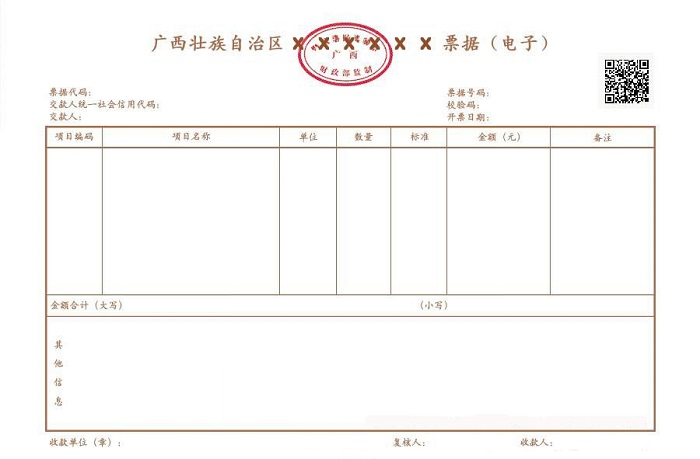 广西壮族自治区 X X X X X X 票据（电子）
广 西
财政部监制
票据代码：
交款人统一社会信用代码：
交款人：
票据号码：
校验码：
开票日期：
项目编码 项目名称 单位 数量 标准 金额（元） 备注
金额合计（大写） （小写）
其
他
信
息
收款单位（章）： 复核人： 收款人：